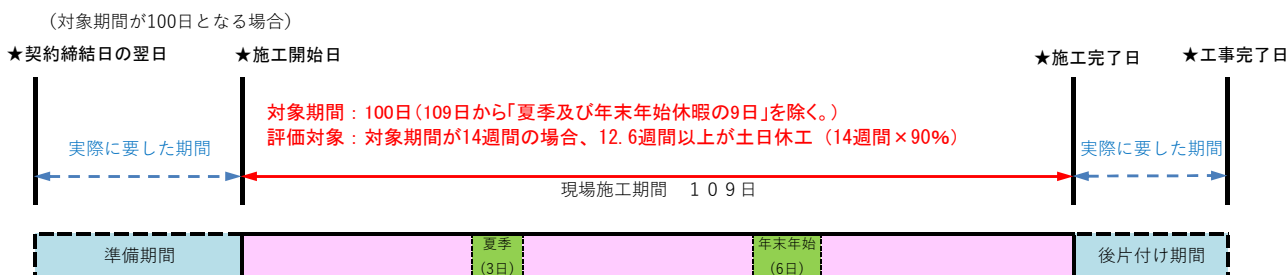 (対象期間が100日となる場合)
★契約締結日の翌日
★施工開始日
★施工完了日
★工事完了日
対象期間：100日(109日から「夏季及び年末年始休暇の9日」を除く。)
評価対象：対象期間が14週間の場合、12.6週間以上が土日休工 (14週間×90%)
実際に要した期間
実際に要した期間
現場施工期間　１０９日
準備期間
夏季
(3日)
年末年始
(6日)
後片付け期間